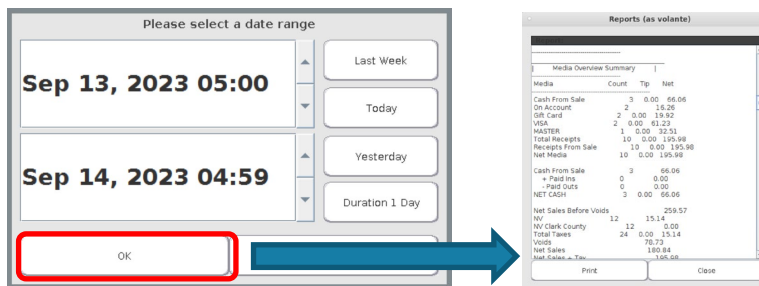 Please select a date range
Sep 13, 2023 05:00
Last Week
Today
Sep 14, 2023 04:59
Yesterday
Duration 1 Day
OK
Reports (as volante)
| Media Overview Summary |
Media Count Tip Net
Cash From Sale 3 0.00 66.06
On Account 2 16.26
Gift Card 2 0.00 19.92
VISA 2 0.00 61.23
MASTER 1 0.00 32.51
Total Receipts 10 0.00 195.98
Receipts From Sale 10 0.00 195.98
Net Media 10 0.00 195.98
Cash From Sale 3 66.06
+ Paid Ins 0 0.00
- Paid Outs 0 0.00
NET CASH 3 0.00 66.06
Net Sales Before Voids 259.57
NV 12 15.14
NV Clark County 12 0.00
Total Taxes 24 0.00 15.14
Voids 78.73
Net Sales 180.84
Net Sales + Tax 195.98
Print
Close